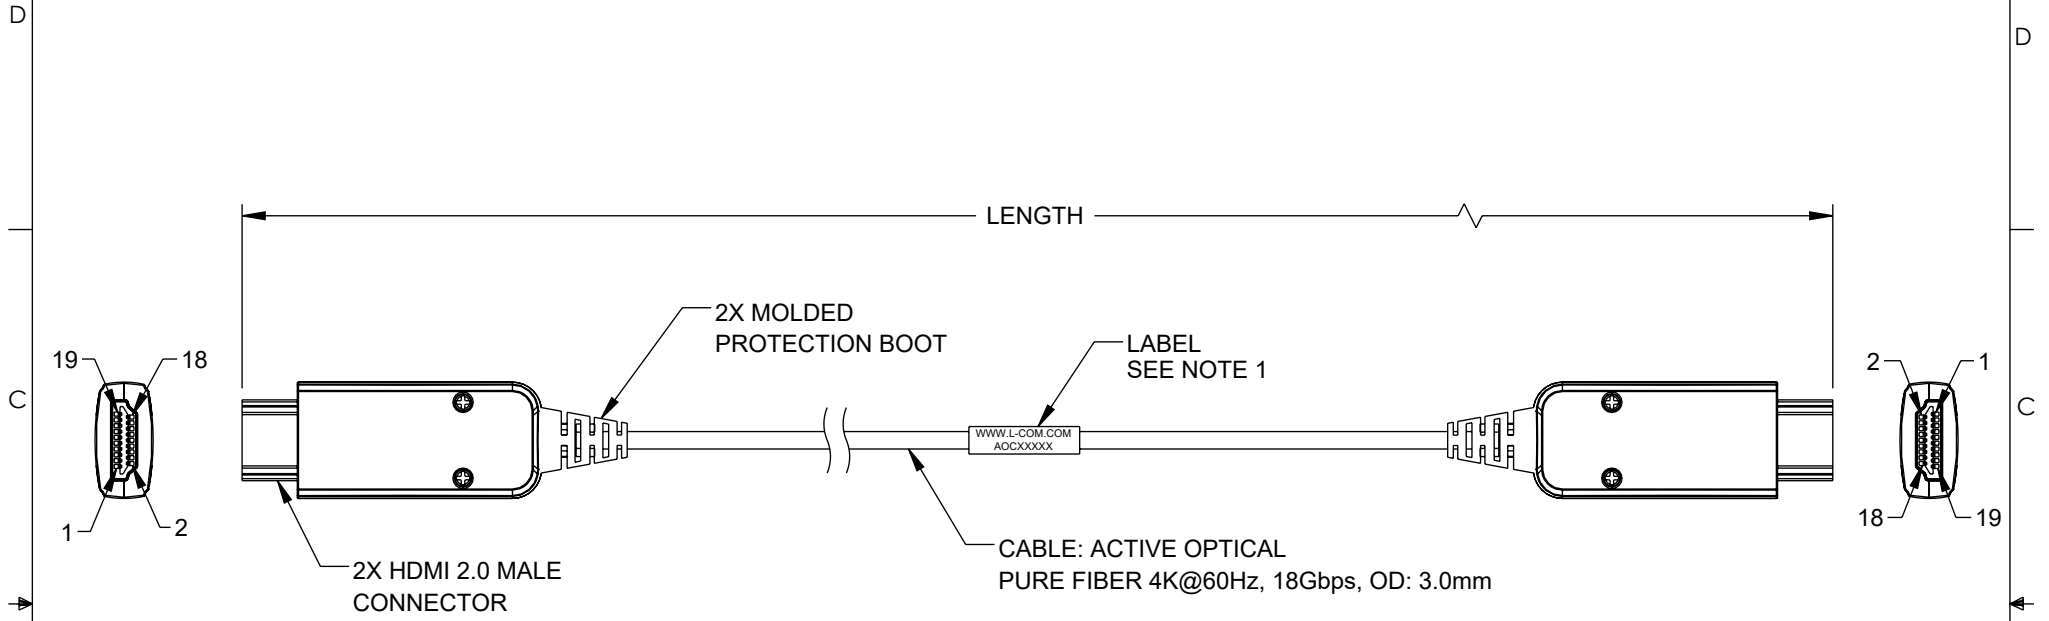 D
D
LENGTH
2X MOLDED
PROTECTION BOOT
LABEL
SEE NOTE 1
19
18
2
1
C
C
WWW.L-COM.COM
AOCXXXXX
1
2
18
19
CABLE: ACTIVE OPTICAL
PURE FIBER 4K@60Hz, 18Gbps, OD: 3.0mm
2X HDMI 2.0 MALE
CONNECTOR